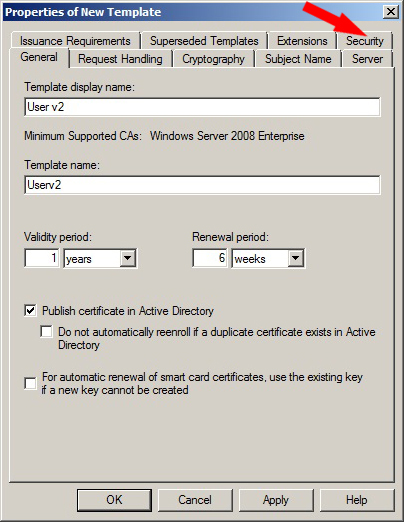 Properties of New Template
Issuance Requirements Superseded Templates Extensions Security
General Request Handling Cryptography Subject Name Server
Template display name:
User v2
Minimum Supported CAs: Windows Server 2008 Enterprise
Template name:
Userv2
Validity period: Renewal period:
1 years 6 weeks
Publish certificate in Active Directory
Do not automatically reenroll if a duplicate certificate exists in Active
Directory
For automatic renewal of smart card certificates, use the existing key
if a new key cannot be created
OK Cancel Apply Help